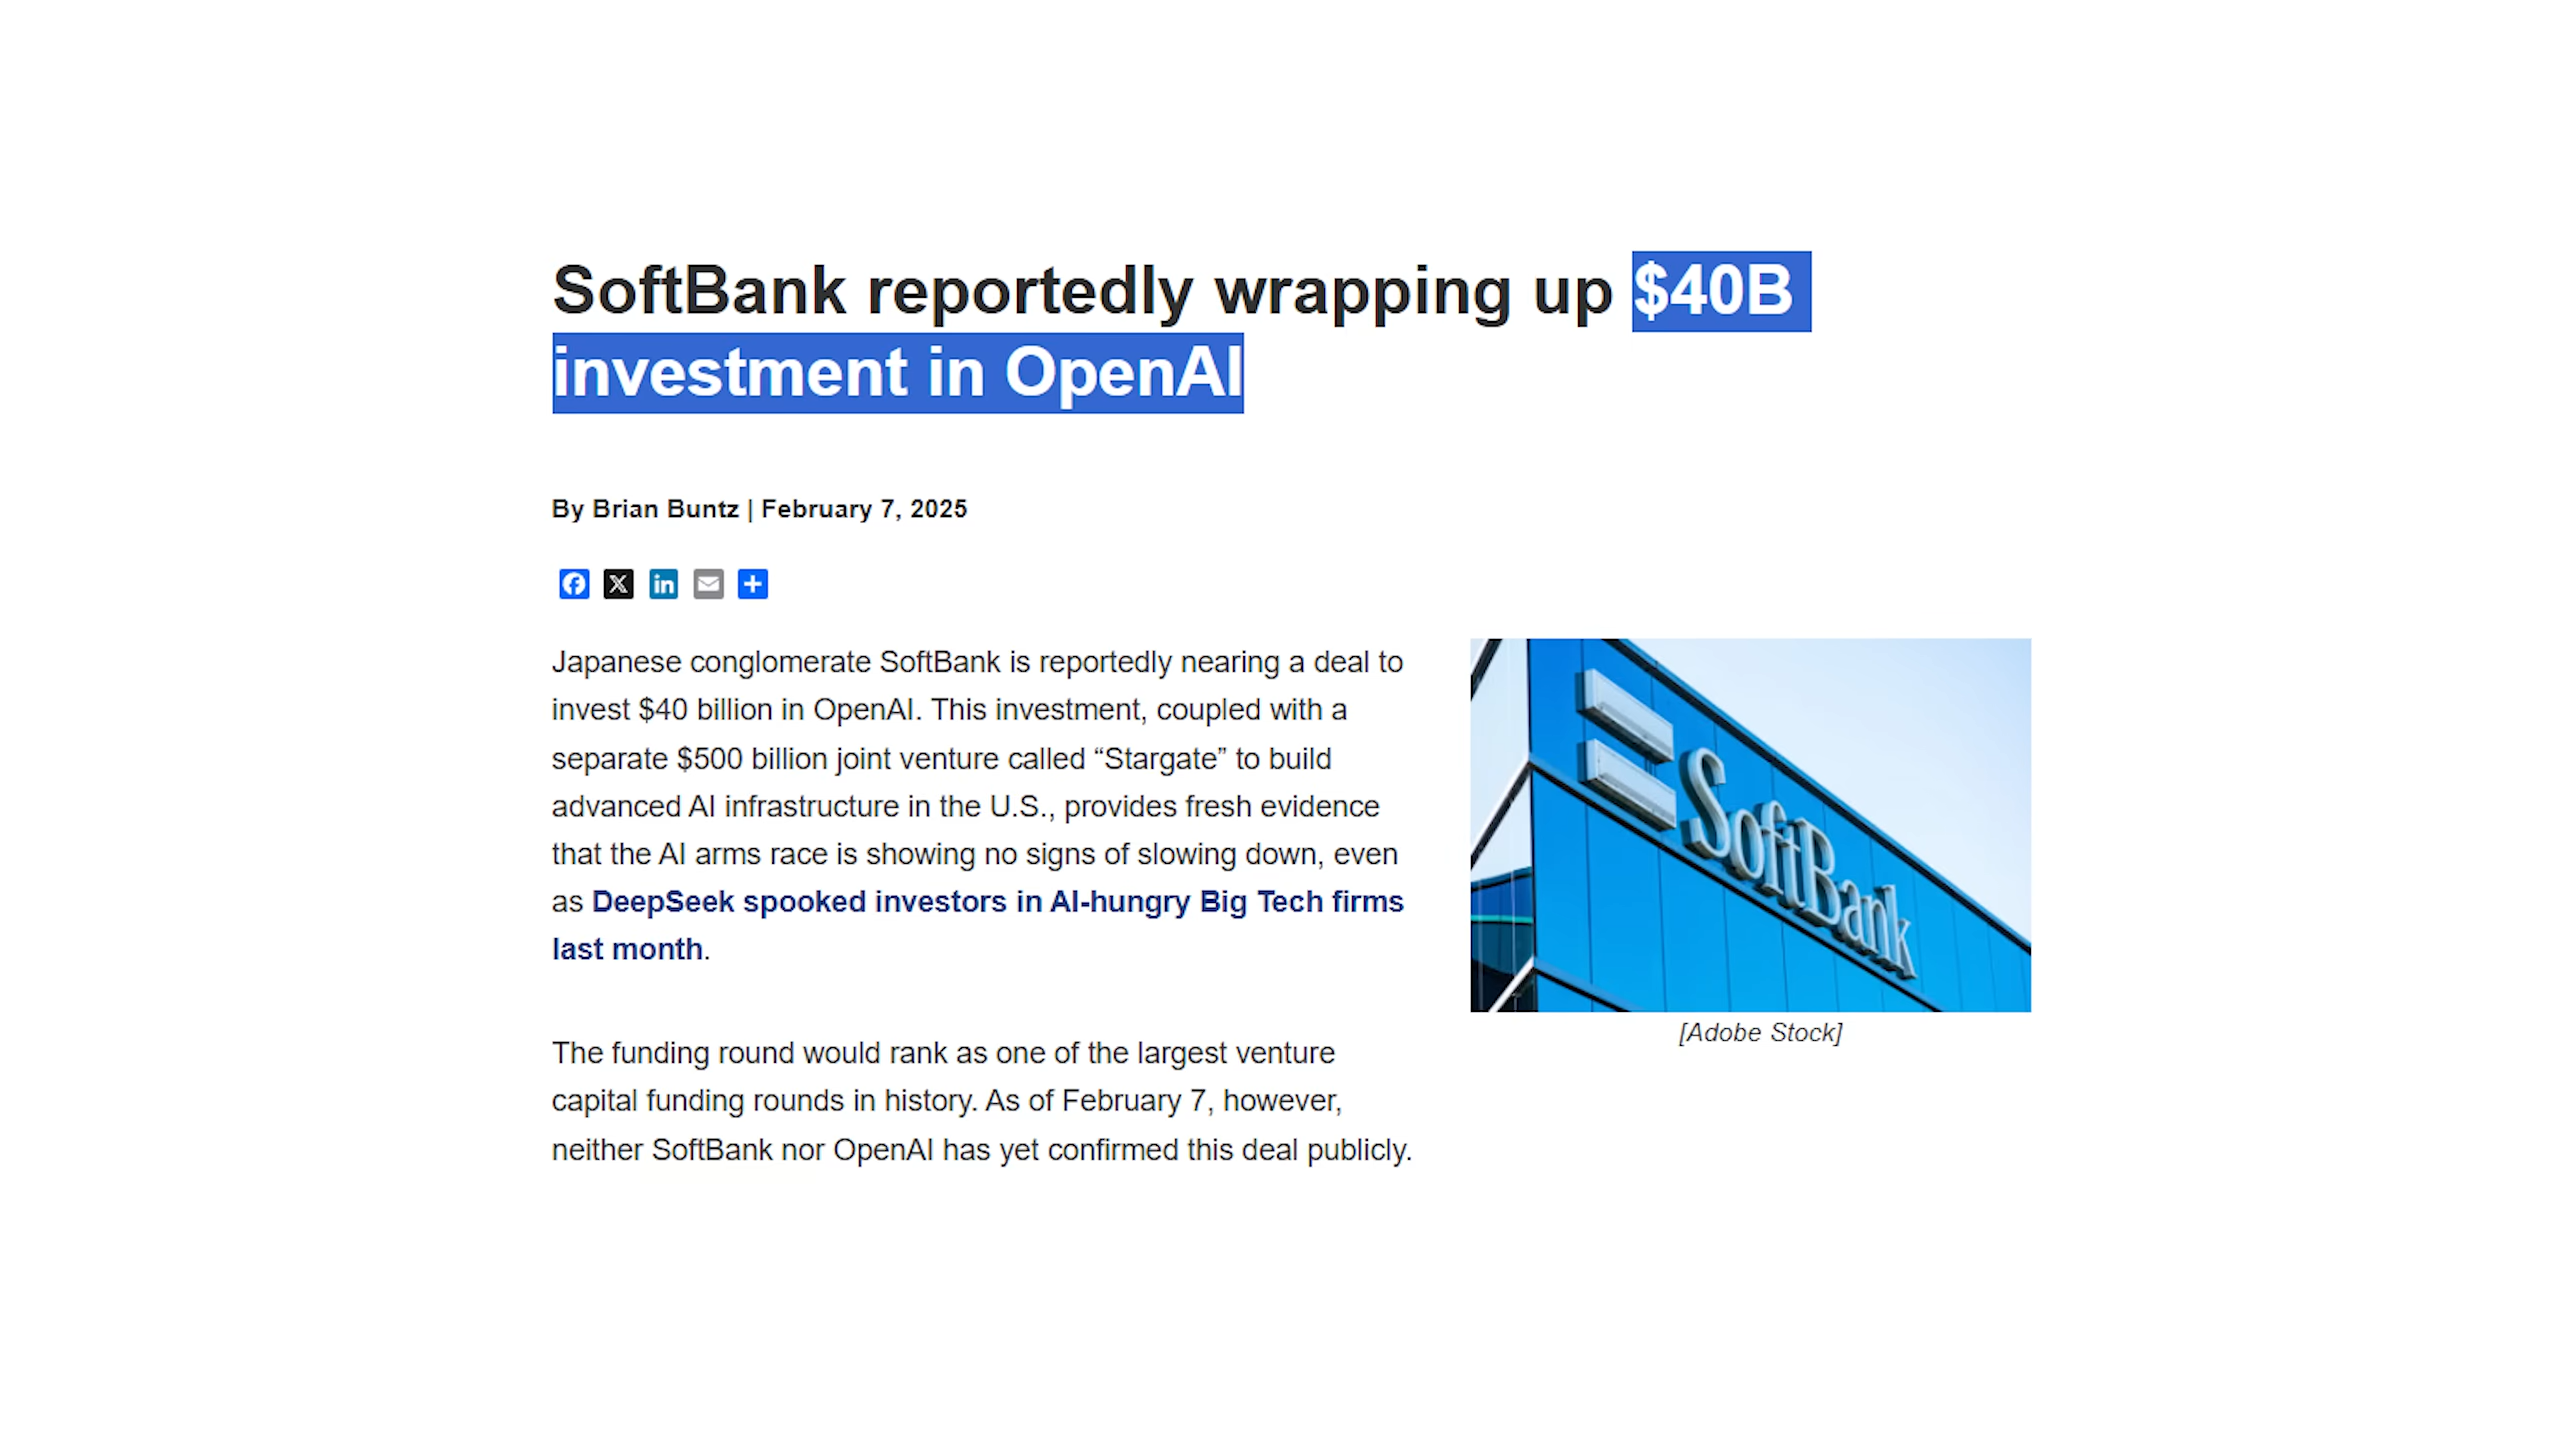 SoftBank reportedly wrapping up $40B
investment in OpenAI
By Brian Buntz | February 7, 2025
Japanese conglomerate SoftBank is reportedly nearing a deal to
invest $40 billion in OpenAI. This investment, coupled with a
separate $500 billion joint venture called “Stargate” to build
advanced AI infrastructure in the U.S., provides fresh evidence
that the AI arms race is showing no signs of slowing down, even
as DeepSeek spooked investors in AI-hungry Big Tech firms
last month.
The funding round would rank as one of the largest venture
capital funding rounds in history. As of February 7, however,
neither SoftBank nor OpenAI has yet confirmed this deal publicly.
SoftBank
[Adobe Stock]